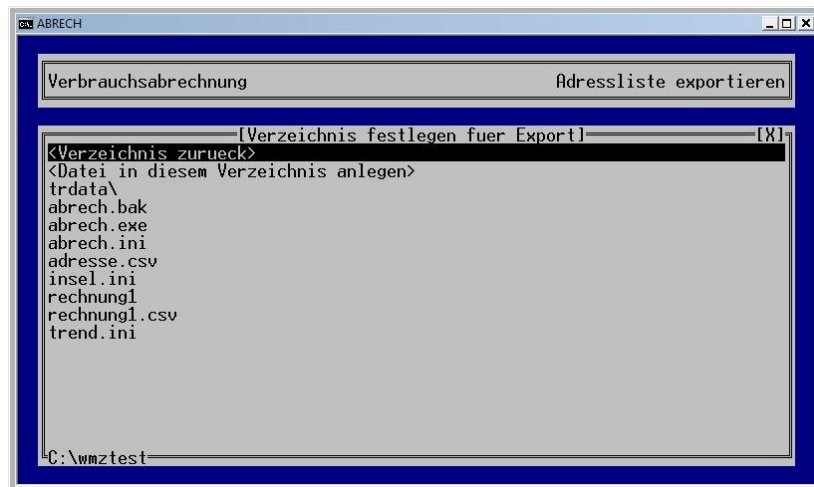 ABRECH
Verbrauchsabrechnung Adressliste exportieren
[Verzeichnis festlegen fuer Export] [X]
<Verzeichnis zurueck>
<Datei in diesem Verzeichnis anlegen>
trdata\
abrech.bak
abrech.exe
abrech.ini
adresse.csv
insel.ini
rechnung1
rechnung1.csv
trend.ini
C:\wmztest